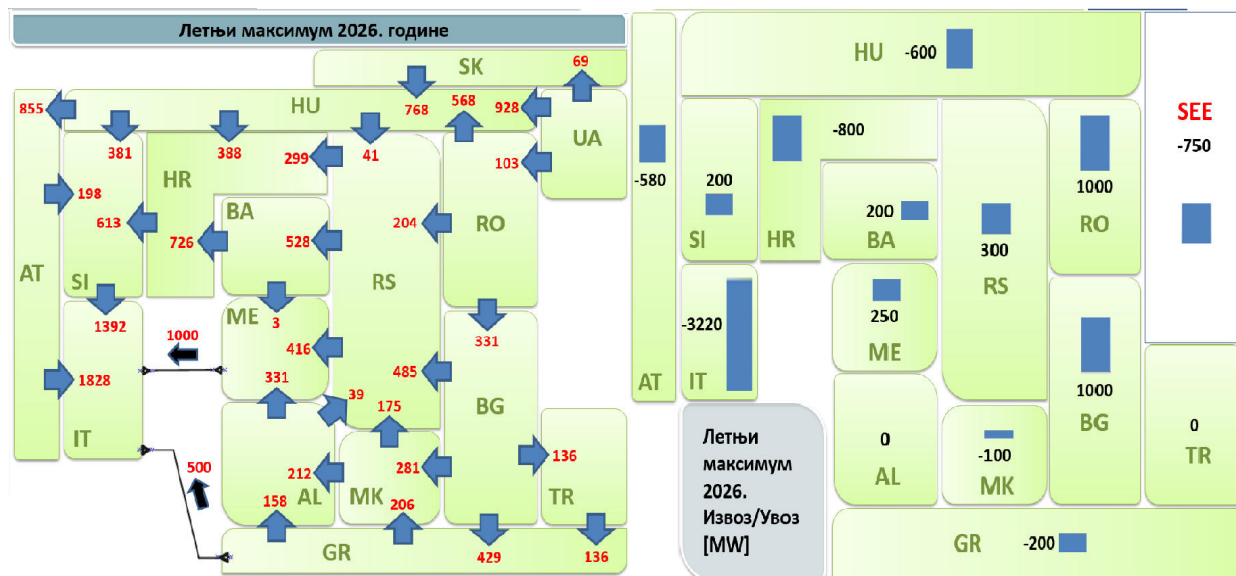 Летњи максимум 2026. године
SK
69
HU
768
568
928
855
UA
381
388
299
41
103
HR
198
613
BA
726
528
204
RO
AT
SI
RS
ME
3
1392
1000
416
331
1828
331
39
175
485
BG
IT
500
212
AL
158
MK
281
206
136
TR
GR
429
136
HU
-600
SEE
-750
-580
-800
200
200
1000
SI
HR
BA
300
RO
RS
-3220
250
ME
AT
IT
1000
BG
0
TR
Летњи
максимум
2026.
Извоз/Увоз
[MW]
0
AL
-100
MK
GR
-200